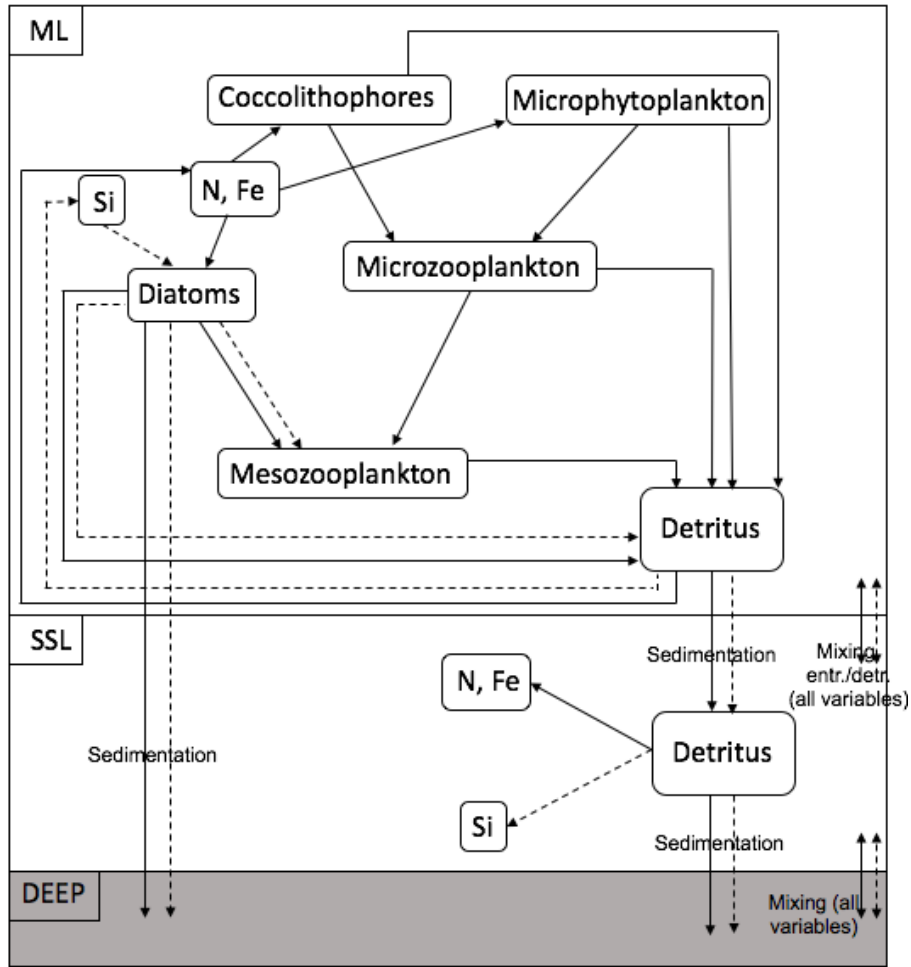 ML
Coccolithophores
Microphytoplankton
N, Fe
Si
Microzooplankton
Diatoms
Mesozooplankton
Detritus
SSL
Sedimentation
Mixing,
entr./detr.
(all variables)
N, Fe
Detritus
Sedimentation
Si
Sedimentation
DEEP
Mixing (all
variables)